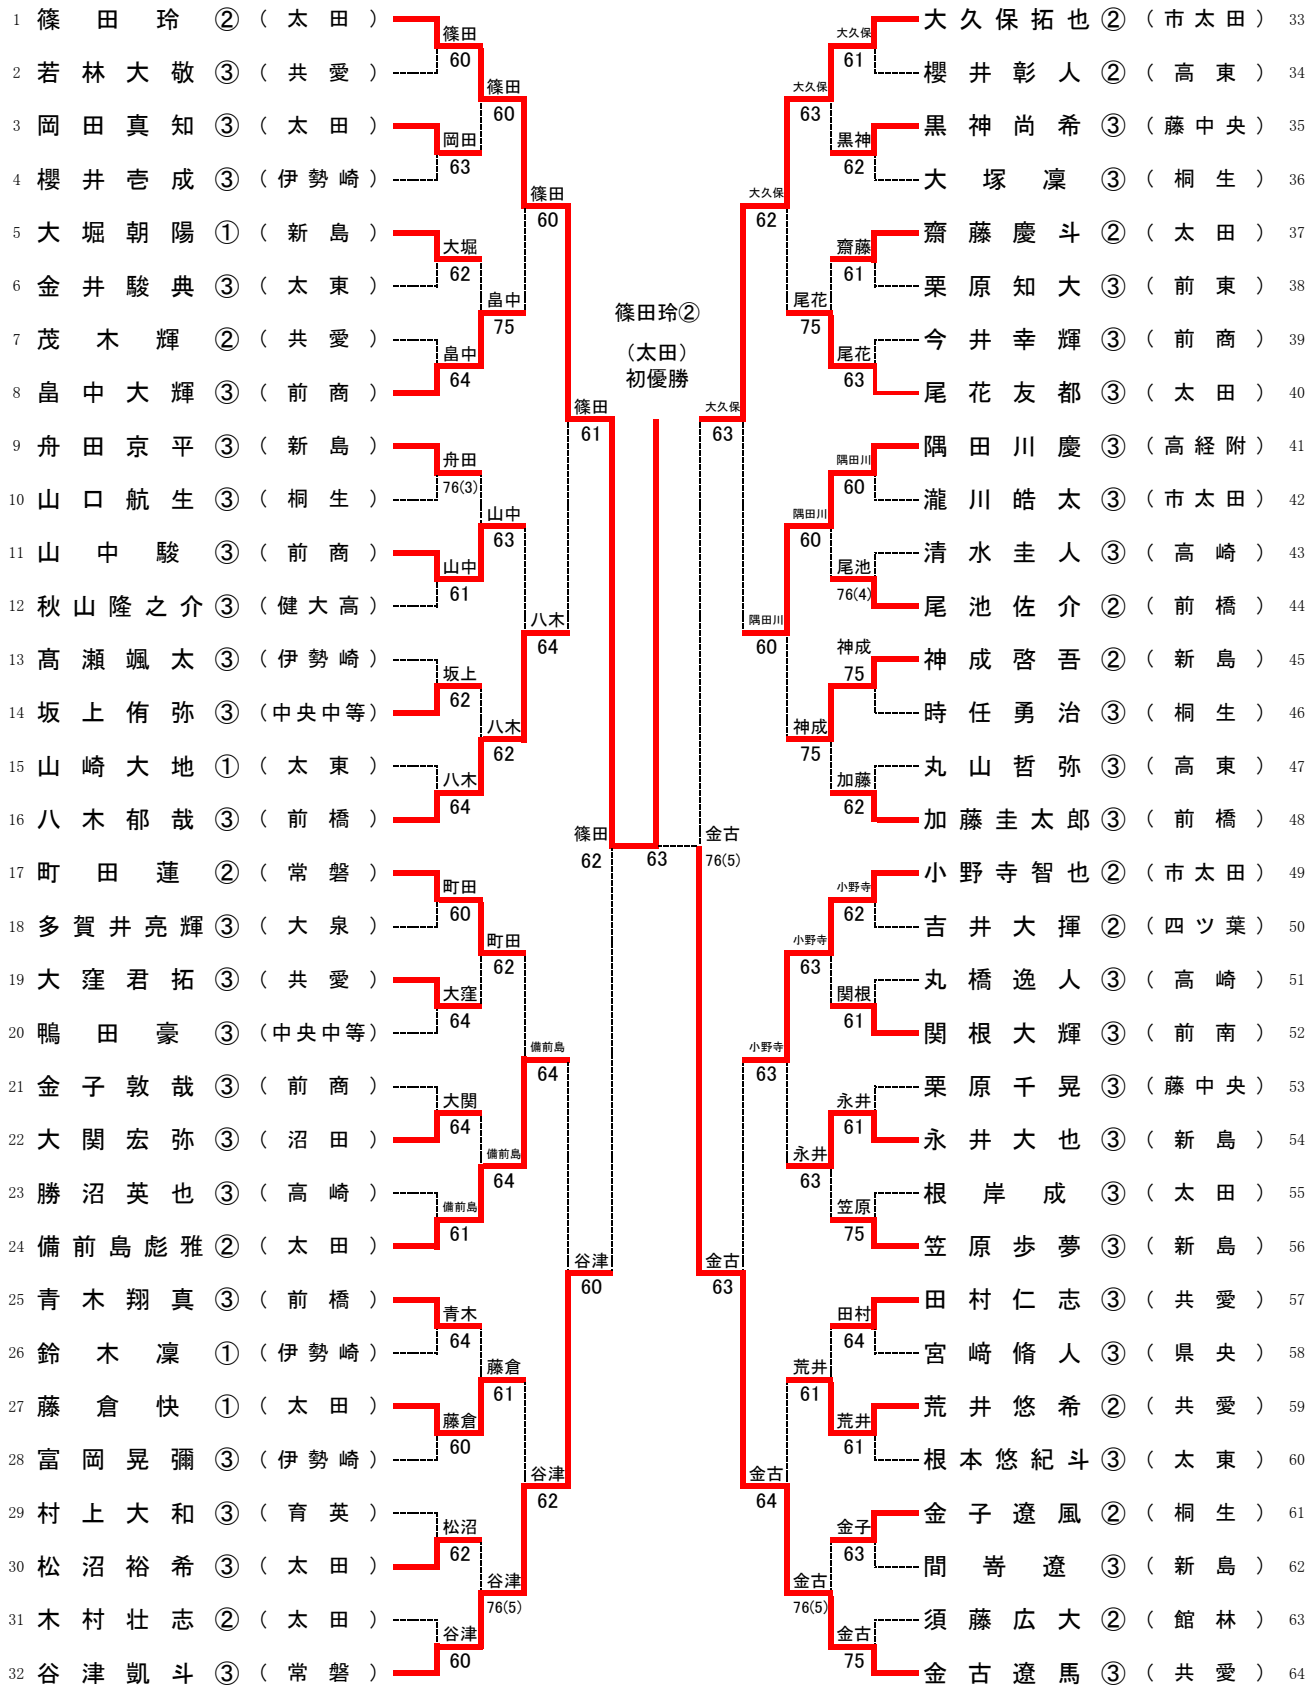 1 篠田玲 ② （太田）
篠田
60
2 若林大敬 ③ （共愛）
篠田
60
3 岡田真知 ③ （太田）
岡田
63
4 櫻井壱成 ③ （伊勢崎）
篠田
60
5 大堀朝陽 ① （新島）
大堀
62
6 金井駿典 ③ （太東）
畠中
75
7 茂木輝 ② （共愛）
畠中
64
8 畠中大輝 ③ （前商）
篠田
61
9 舟田京平 ③ （新島）
舟田
76(3)
10 山口航生 ③ （桐生）
山中
63
11 山中駿 ③ （前商）
山中
61
12 秋山隆之介 ③ （健大高）
八木
64
13 髙瀬颯太 ③ （伊勢崎）
坂上
62
14 坂上侑弥 ③ （中央中等）
八木
62
15 山崎大地 ① （太東）
八木
64
16 八木郁哉 ③ （前橋）
篠田
62
17 町田蓮 ② （常磐）
町田
60
18 多賀井亮輝 ③ （大泉）
町田
62
19 大窪君拓 ③ （共愛）
大窪
64
20 鴨田豪 ③ （中央中等）
備前島
64
21 金子敦哉 ③ （前商）
大関
64
22 大関宏弥 ③ （沼田）
備前島
64
23 勝沼英也 ③ （高崎）
備前島
61
24 備前島彪雅 ② （太田）
谷津
60
25 青木翔真 ③ （前橋）
青木
64
26 鈴木凜 ① （伊勢崎）
藤倉
61
27 藤倉快 ① （太田）
藤倉
60
28 富岡晃彌 ③ （伊勢崎）
谷津
62
29 村上大和 ③ （育英）
松沼
62
30 松沼裕希 ③ （太田）
谷津
76(5)
31 木村壮志 ② （太田）
谷津
60
32 谷津凱斗 ③ （常磐）
篠田玲②
（太田）
初優勝
63
大久保拓也 ② （市太田） 33
大久保
61
櫻井彰人 ② （高東） 34
大久保
63
黒神尚希 ③ （藤中央） 35
黒神
62
大塚凜 ③ （桐生） 36
大久保
62
齋藤慶斗 ② （太田） 37
齋藤
61
栗原知大 ③ （前東） 38
尾花
75
今井幸輝 ③ （前商） 39
尾花
63
尾花友都 ③ （太田） 40
大久保
63
隅田川慶 ③ （高経附） 41
隅田川
60
瀧川皓太 ③ （市太田） 42
隅田川
60
清水圭人 ③ （高崎） 43
尾池
76(4)
尾池佐介 ② （前橋） 44
隅田川
60
神成啓吾 ② （新島） 45
神成
75
時任勇治 ③ （桐生） 46
神成
75
丸山哲弥 ③ （高東） 47
加藤
62
加藤圭太郎 ③ （前橋） 48
金古
76(5)
小野寺智也 ② （市太田） 49
小野寺
62
吉井大揮 ② （四ツ葉） 50
小野寺
63
丸橋逸人 ③ （高崎） 51
関根
61
関根大輝 ③ （前南） 52
小野寺
63
栗原千晃 ③ （藤中央） 53
永井
61
永井大也 ③ （新島） 54
永井
63
根岸成 ③ （太田） 55
笠原
75
笠原歩夢 ③ （新島） 56
金古
63
田村仁志 ③ （共愛） 57
田村
64
宮﨑脩人 ③ （県央） 58
荒井
61
荒井悠希 ② （共愛） 59
荒井
61
根本悠紀斗 ③ （太東） 60
金古
64
金子遼風 ② （桐生） 61
金子
63
間嵜遼 ③ （新島） 62
金古
76(5)
須藤広大 ② （館林） 63
金古
75
金古遼馬 ③ （共愛） 64